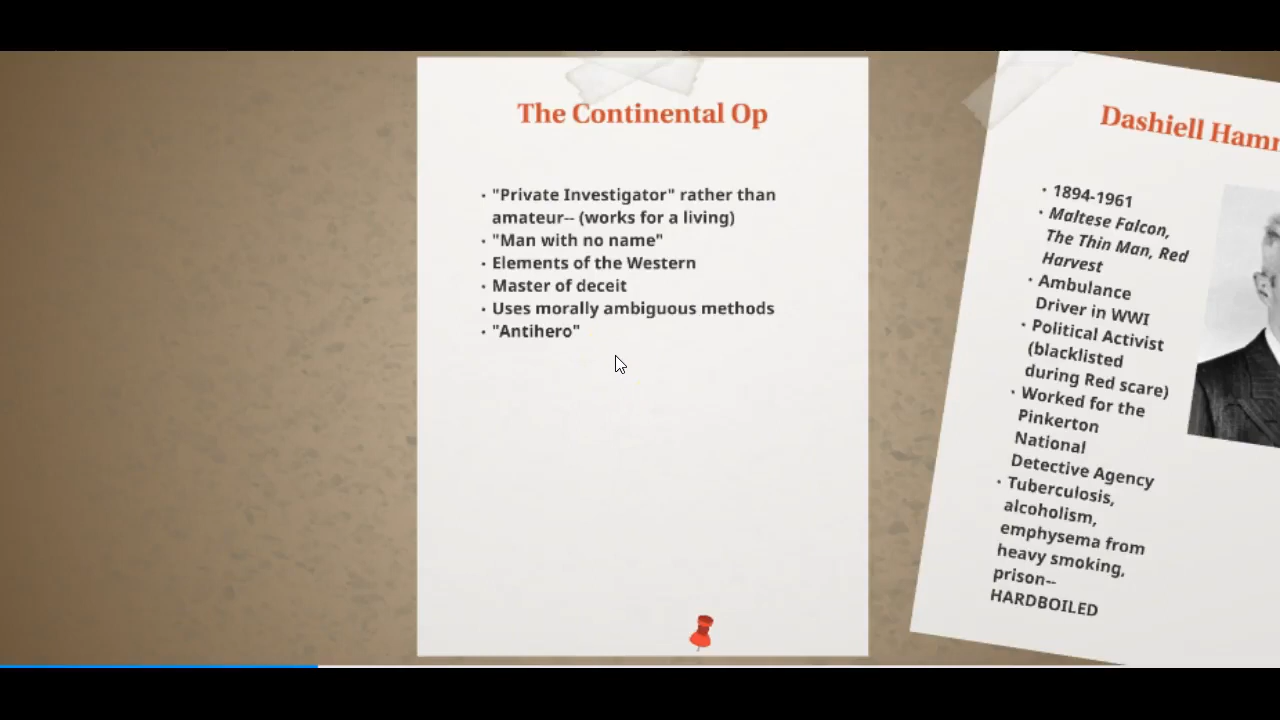 The Continental Op
• "Private Investigator" rather than
amateur-- (works for a living)
• "Man with no name"
• Elements of the Western
• Master of deceit
• Uses morally ambiguous methods
• "Antihero"
Dashiell
• 1894-1961
• Maltese Falcon,
The Thin Man, Red
Harvest
• Ambulance
Driver in WWI
• Political Activist
(blacklisted
during Red scare)
• Worked for the
Pinkerton
National
Detective Agency
• Tuberculosis,
alcoholism,
emphysema from
heavy smoking,
prison--
HARDBOILED